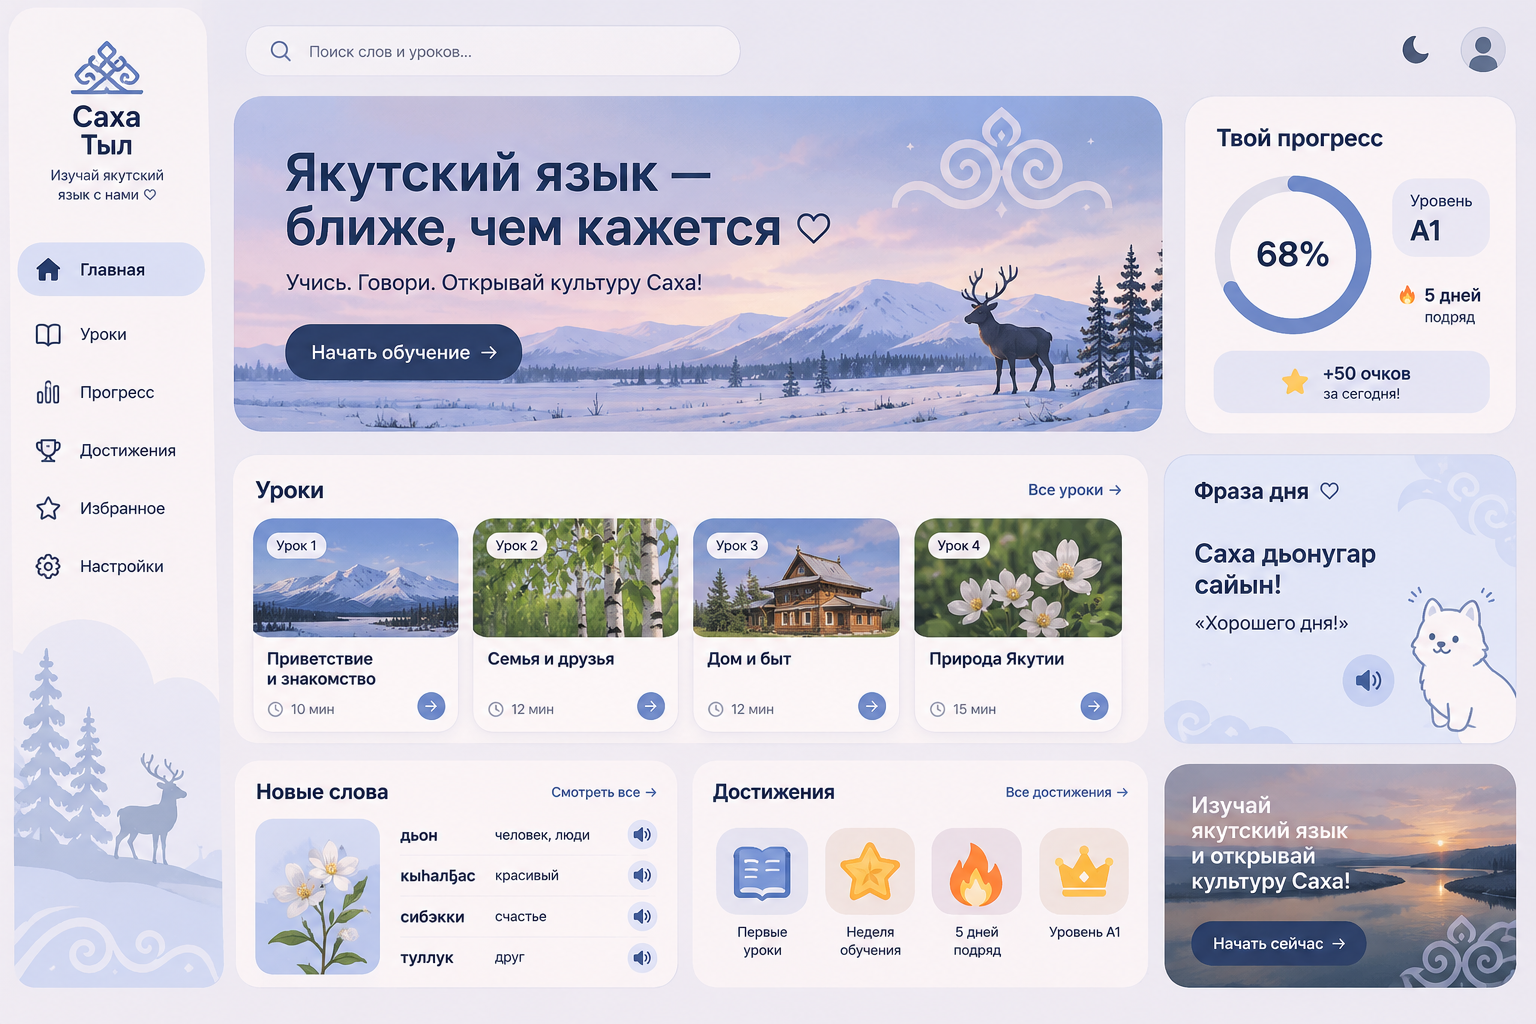 Саха
Тыл
Изучай якутский
язык с нами ♡
Главная
Уроки
Прогресс
Достижения
Избранное
Настройки
Поиск слов и уроков...
Якутский язык —
ближе, чем кажется ♡
Учись. Говори. Открывай культуру Саха!
Начать обучение →
Твой прогресс
68%
Уровень
A1
5 дней
подряд
+50 очков
за сегодня!
Уроки
Все уроки →
Урок 1
Приветствие
и знакомство
10 мин
Урок 2
Семья и друзья
12 мин
Урок 3
Дом и быт
12 мин
Урок 4
Природа Якутии
15 мин
Фраза дня ♡
Саха дьонугар
сайын!
«Хорошего дня!»
Новые слова
Смотреть все →
дьон человек, люди
кыһалҕас красивый
сибэкки счастье
туллук друг
Достижения
Все достижения →
Первые
уроки
Неделя
обучения
5 дней
подряд
Уровень A1
Изучай
якутский язык
и открывай
культуру Саха!
Начать сейчас →